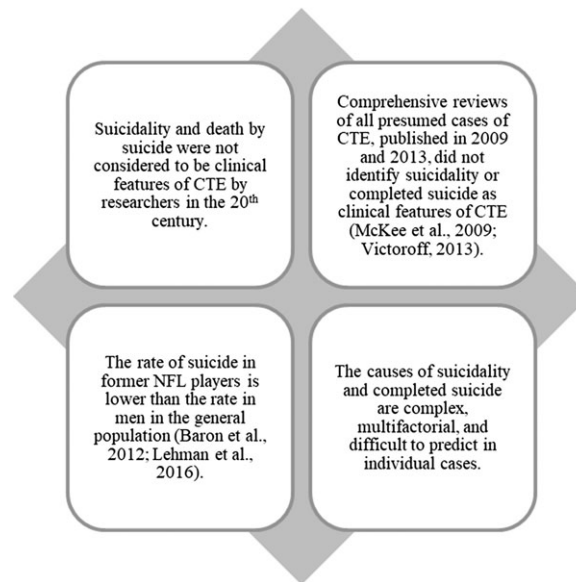 Suicidality and death by
suicide were not
considered to be clinical
features of CTE by
researchers in the 20th
century.
Comprehensive reviews
of all presumed cases of
CTE, published in 2009
and 2013, did not
identify suicidality or
completed suicide as
clinical features of CTE
(McKee et al., 2009;
Victoroff, 2013).
The rate of suicide in
former NFL players is
lower than the rate in
men in the general
population (Baron et al.,
2012; Lehman et al.,
2016).
The causes of suicidality
and completed suicide
are complex,
multifactorial, and
difficult to predict in
individual cases.